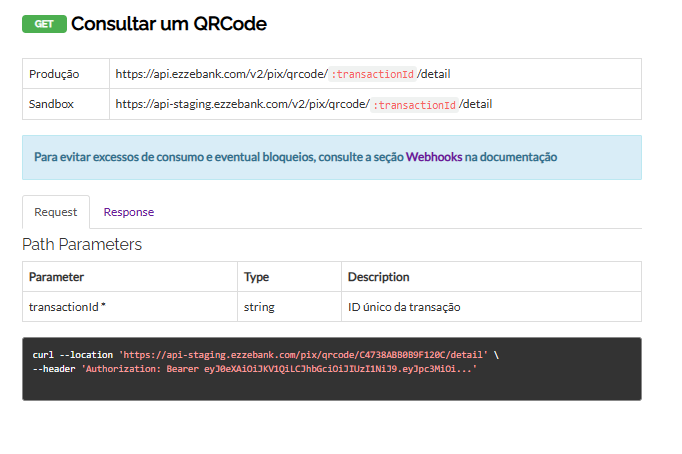 GET Consultar um QRCode
Produção https://api.ezzebank.com/v2/pix/qrcode/ :transactionId /detail
Sandbox https://api-staging.ezzebank.com/v2/pix/qrcode/ :transactionId /detail
Para evitar excessos de consumo e eventual bloqueios, consulte a seção Webhooks na documentação
Request Response
Path Parameters
Parameter Type Description
transactionId * string ID único da transação
curl --location 'https://api-staging.ezzebank.com/pix/qrcode/C4738ABB0B9F120C/detail' \
--header 'Authorization: Bearer eyJ0eXAiOiJKV1QiLCJhbGciOiJIUzI1NiJ9.eyJpc3MiOi...'